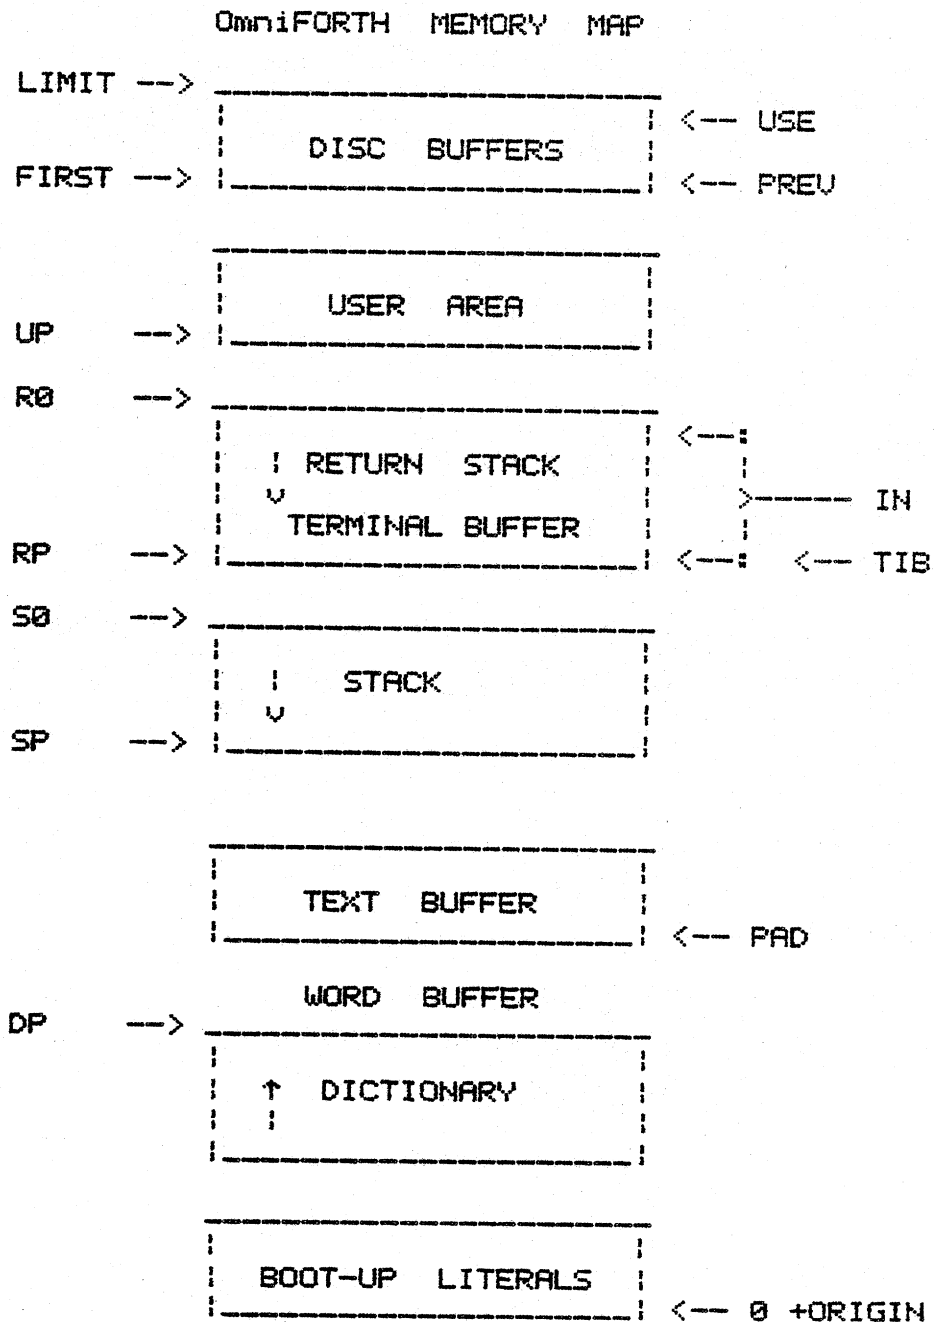 OmniFORTH MEMORY MAP
LIMIT -->
<-- USE
DISC BUFFERS
FIRST --> <-- PREV
USER AREA
UP -->
R0 -->
<--:
RETURN STACK
>----- IN
TERMINAL BUFFER
RP --> <--: <-- TIB
S0 -->
STACK
SP -->
TEXT BUFFER
<-- PAD
WORD BUFFER
DP -->
↑ DICTIONARY
BOOT-UP LITERALS
<-- 0 +ORIGIN